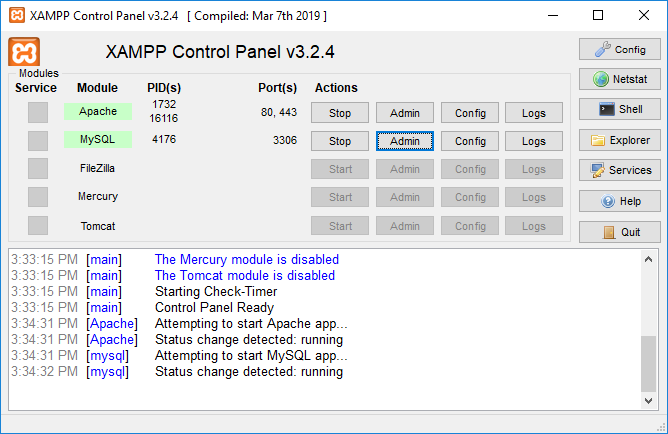 XAMPP Control Panel v3.2.4 [ Compiled: Mar 7th 2019 ]
XAMPP Control Panel v3.2.4
Config
Modules
Service Module PID(s) Port(s) Actions
Netstat
Apache 1732 16116 80, 443 Stop Admin Config Logs
Shell
MySQL 4176 3306 Stop Admin Config Logs
Explorer
FileZilla Start Admin Config Logs
Services
Mercury Start Admin Config Logs
Help
Tomcat Start Admin Config Logs
Quit
3:33:15 PM [main] The Mercury module is disabled
3:33:15 PM [main] The Tomcat module is disabled
3:33:15 PM [main] Starting Check-Timer
3:33:15 PM [main] Control Panel Ready
3:34:31 PM [Apache] Attempting to start Apache app...
3:34:31 PM [Apache] Status change detected: running
3:34:31 PM [mysql] Attempting to start MySQL app...
3:34:32 PM [mysql] Status change detected: running